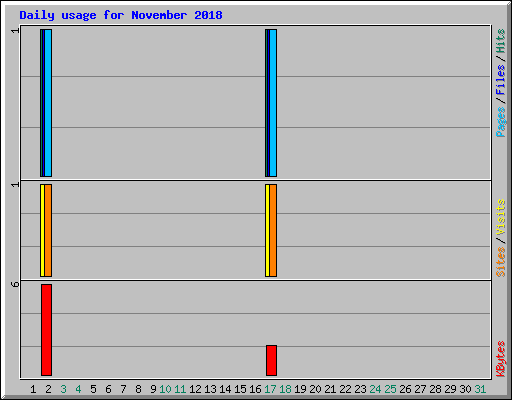 Daily usage for November 2018
1
1
6
Pages / Files / Hits
Sites / Visits
KBytes
1 2 3 4 5 6 7 8 9 10 11 12 13 14 15 16 17 18 19 20 21 22 23 24 25 26 27 28 29 30 31